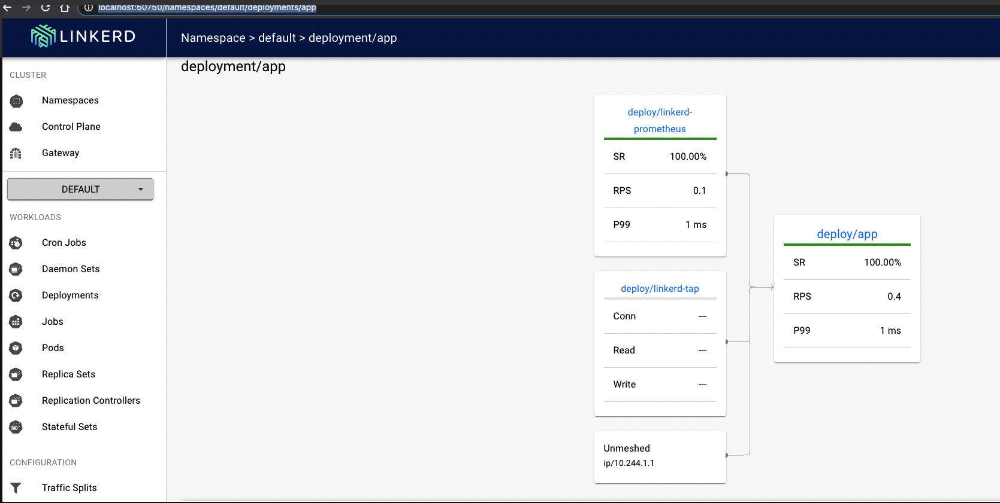 localhost:50750/namespaces/default/deployments/app
LINKERD
Namespace > default > deployment/app
deployment/app
CLUSTER
Namespaces
Control Plane
Gateway
DEFAULT
WORKLOADS
Cron Jobs
Daemon Sets
Deployments
Jobs
Pods
Replica Sets
Replication Controllers
Stateful Sets
CONFIGURATION
Traffic Splits
deploy/linkerd-
prometheus
SR 100.00%
RPS 0.1
P99 1 ms
deploy/linkerd-tap
Conn ---
Read ---
Write ---
Unmeshed
ip/10.244.1.1
deploy/app
SR 100.00%
RPS 0.4
P99 1 ms